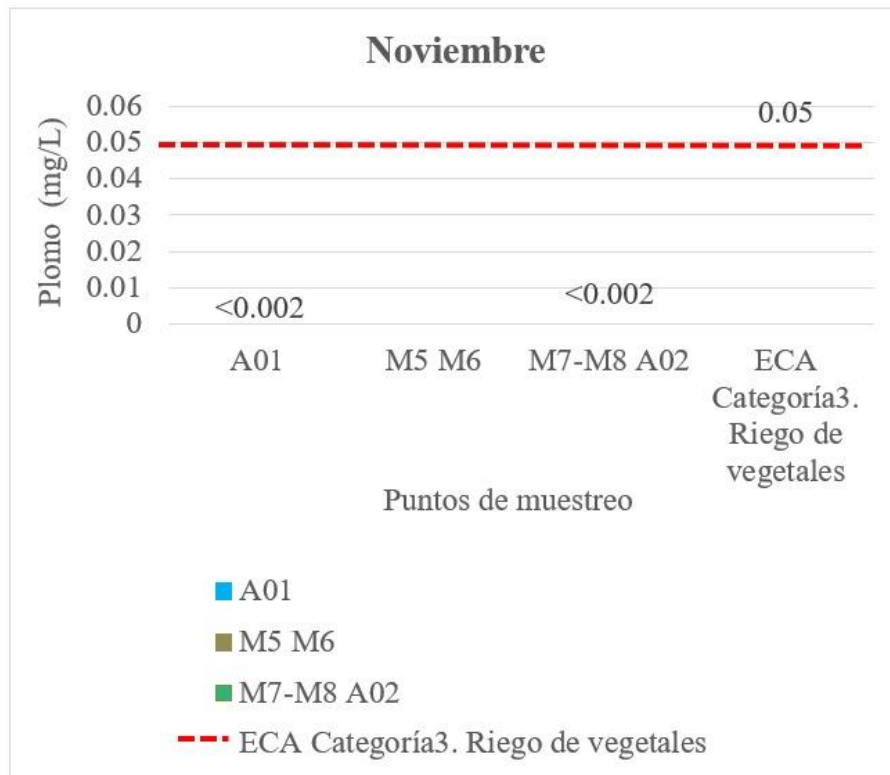 Noviembre
Plomo (mg/L)
0.06
0.05
0.04
0.03
0.02
0.01
0
0.05
<0.002
<0.002
A01
M5 M6
M7-M8 A02
ECA
Categoría3.
Riego de
vegetales
Puntos de muestreo
A01
M5 M6
M7-M8 A02
ECA Categoría3. Riego de vegetales